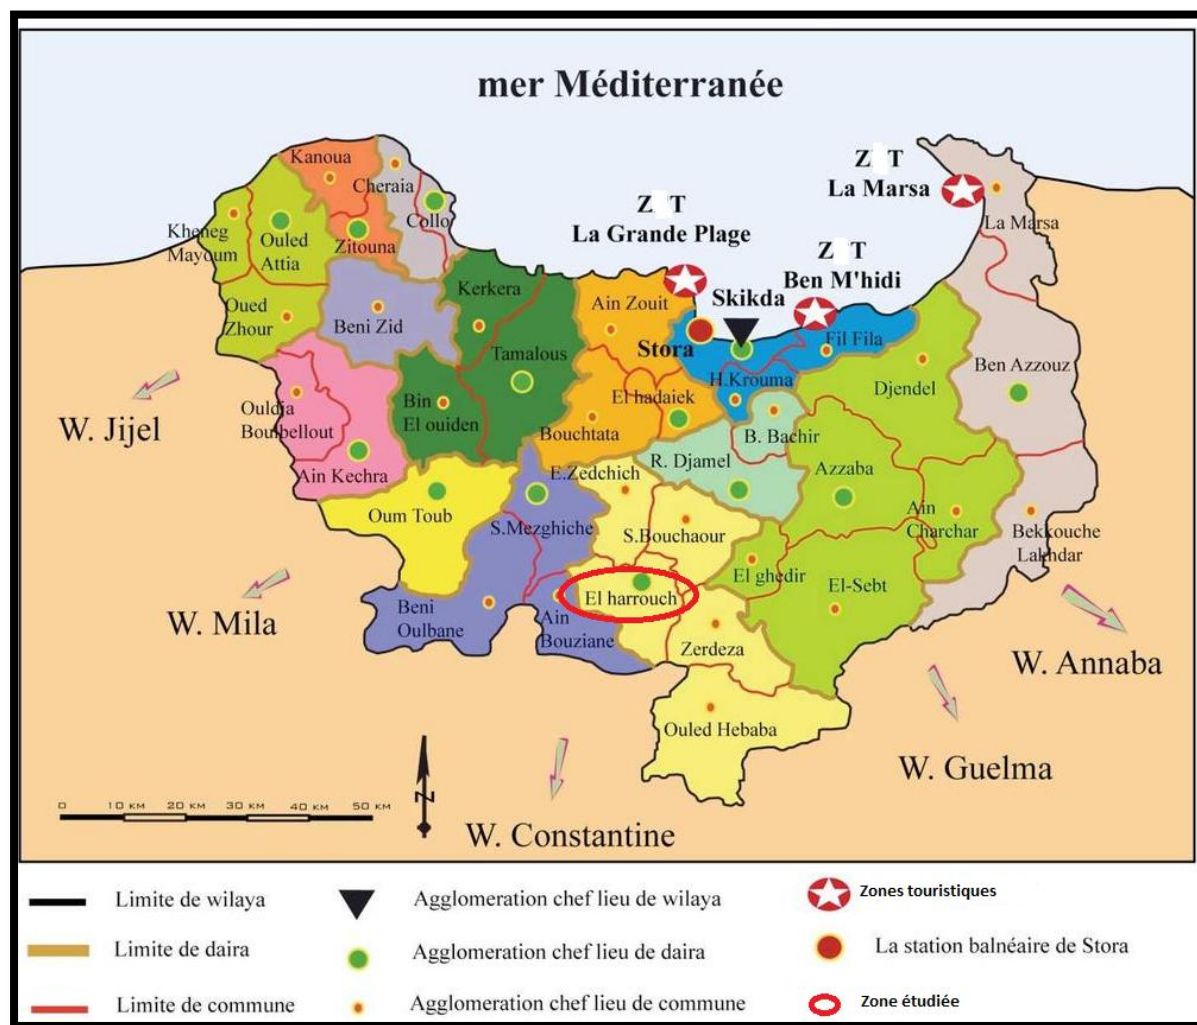 mer Méditerranée
Z T
La Marsa
Z T
La Grande Plage
Z T
Ben M'hidi
Skikda
Stora
Kanoua
Cheraia
Collo
Kheneg
Mayoum
Ouled
Attia
Zitouna
La Marsa
Kerkera
Ain Zouit
Oued
Zhour
Beni Zid
Fil Fila
Tamalous
Ben Azzouz
H.Krouma
Djendel
Ouldja
Boulbellout
Bin
El ouiden
El hadaiek
Bouchtata
B. Bachir
W. Jijel
Ain Kechra
E.Zedchich
R. Djamel
Azzaba
Oum Toub
S.Mezghiche
S.Bouchaour
Ain
Charchar
Bekkouche
Lakhdar
El ghedir
El-Sebt
El harrouch
Beni
Oulbane
Ain
Bouziane
W. Mila
Zerdeza
W. Annaba
Ouled Hebaba
W. Guelma
0 10 KM 20 KM 30 KM 40 KM 50 KM
N
W. Constantine
Limite de wilaya
Agglomeration chef lieu de wilaya
Zones touristiques
Limite de daira
Agglomeration chef lieu de daira
La station balnéaire de Stora
Limite de commune
Agglomeration chef lieu de commune
Zone étudiée